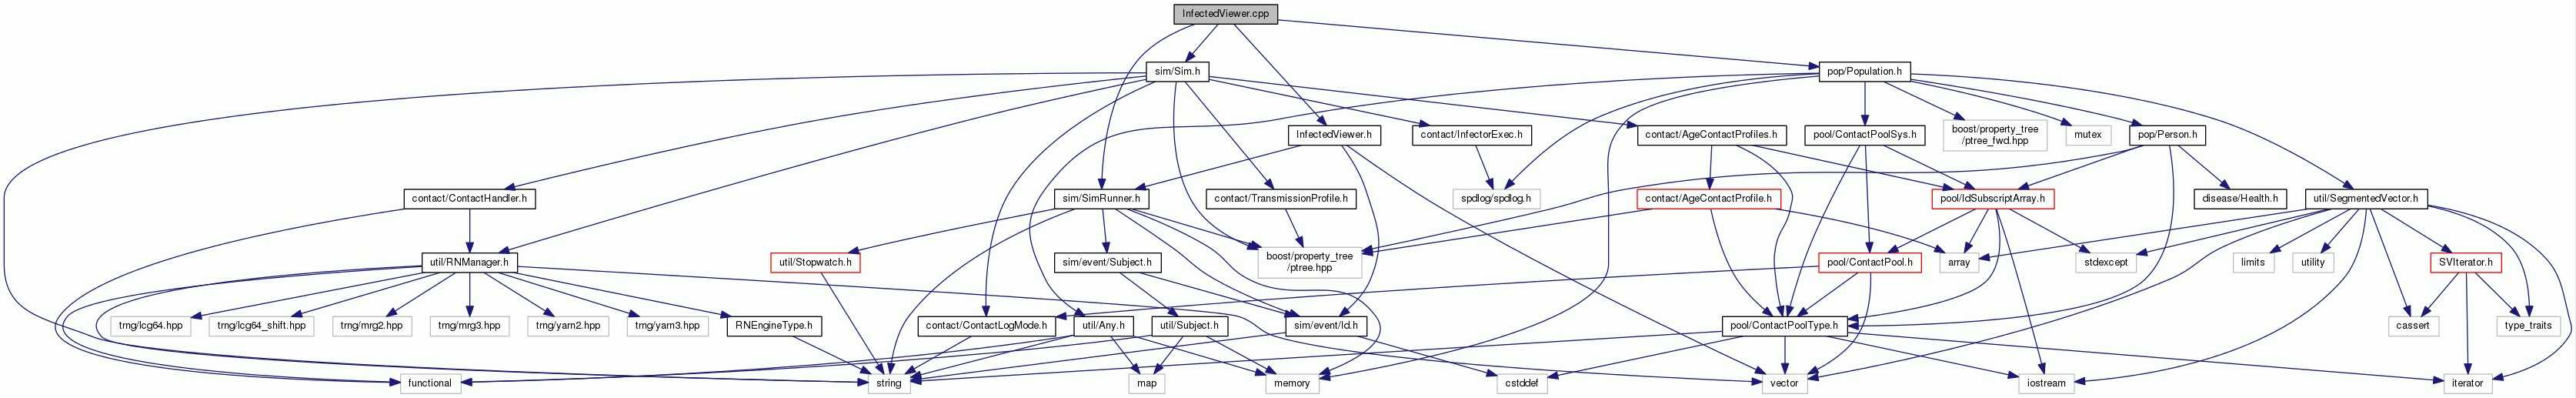 InfectedViewer.cpp
sim/Sim.h
pop/Population.h
InfectedViewer.h
contact/InfectorExec.h
contact/AgeContactProfiles.h
pool/ContactPoolSys.h
boost/property_tree
/ptree_fwd.hpp
mutex
pop/Person.h
contact/ContactHandler.h
sim/SimRunner.h
contact/TransmissionProfile.h
spdlog/spdlog.h
contact/AgeContactProfile.h
pool/IdSubscriptArray.h
disease/Health.h
util/SegmentedVector.h
util/RNManager.h
util/Stopwatch.h
sim/event/Subject.h
boost/property_tree
/ptree.hpp
pool/ContactPool.h
array
stdexcept
limits
utility
SVIterator.h
trng/lcg64.hpp
trng/lcg64_shift.hpp
trng/mrg2.hpp
trng/mrg3.hpp
trng/yarn2.hpp
trng/yarn3.hpp
RNEngineType.h
contact/ContactLogMode.h
util/Any.h
util/Subject.h
sim/event/Id.h
pool/ContactPoolType.h
cassert
type_traits
functional
string
map
memory
cstddef
vector
iostream
iterator